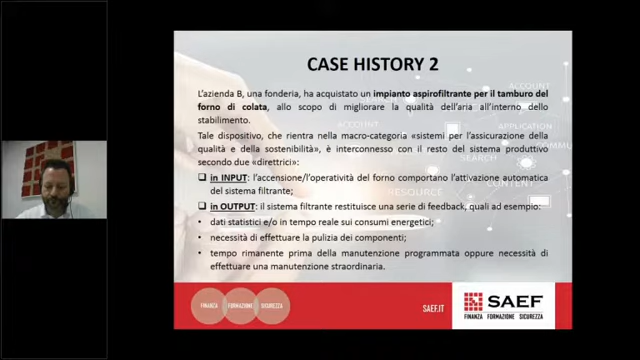 CASE HISTORY 2
L'azienda B, una fonderia, ha acquistato un impianto aspirofiltrante per il tamburo del
forno di colata, allo scopo di migliorare la qualità dell'aria all'interno dello
stabilimento.
Tale dispositivo, che rientra nella macro-categoria «sistemi per l'assicurazione della
qualità e della sostenibilità», è interconnesso con il resto del sistema produttivo
secondo due «direttrici»:
❑ in INPUT: l'accensione/l'operatività del forno comportano l'attivazione automatica
del sistema filtrante;
❑ in OUTPUT: il sistema filtrante restituisce una serie di feedback, quali ad esempio:
• dati statistici e/o in tempo reale sui consumi energetici;
• necessità di effettuare la pulizia dei componenti;
• tempo rimanente prima della manutenzione programmata oppure necessità di
effettuare una manutenzione straordinaria.
ACCOUNT
ACCOUNT
APPLICATION
SEARCH
CONTENT
RESOURCE
FINANZA FORMAZIONE SICUREZZA
SAEF.IT
SAEF
FINANZA FORMAZIONE SICUREZZA